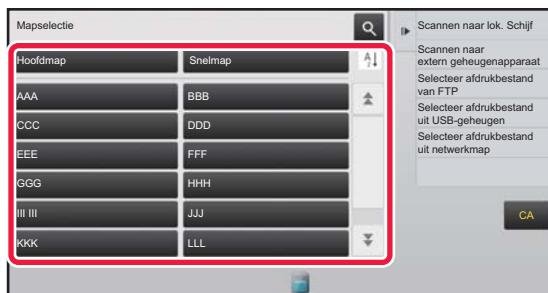 Mapselectie
Hoofdmap
Snelmap
AAA
BBB
CCC
DDD
EEE
FFF
GGG
HHH
III III
JJJ
KKK
LLL
Scannen naar lok. Schijf
Scannen naar
extern geheugenapparaat
Selecteer afdrukbestand
van FTP
Selecteer afdrukbestand
uit USB-geheugen
Selecteer afdrukbestand
uit netwerkmap
CA